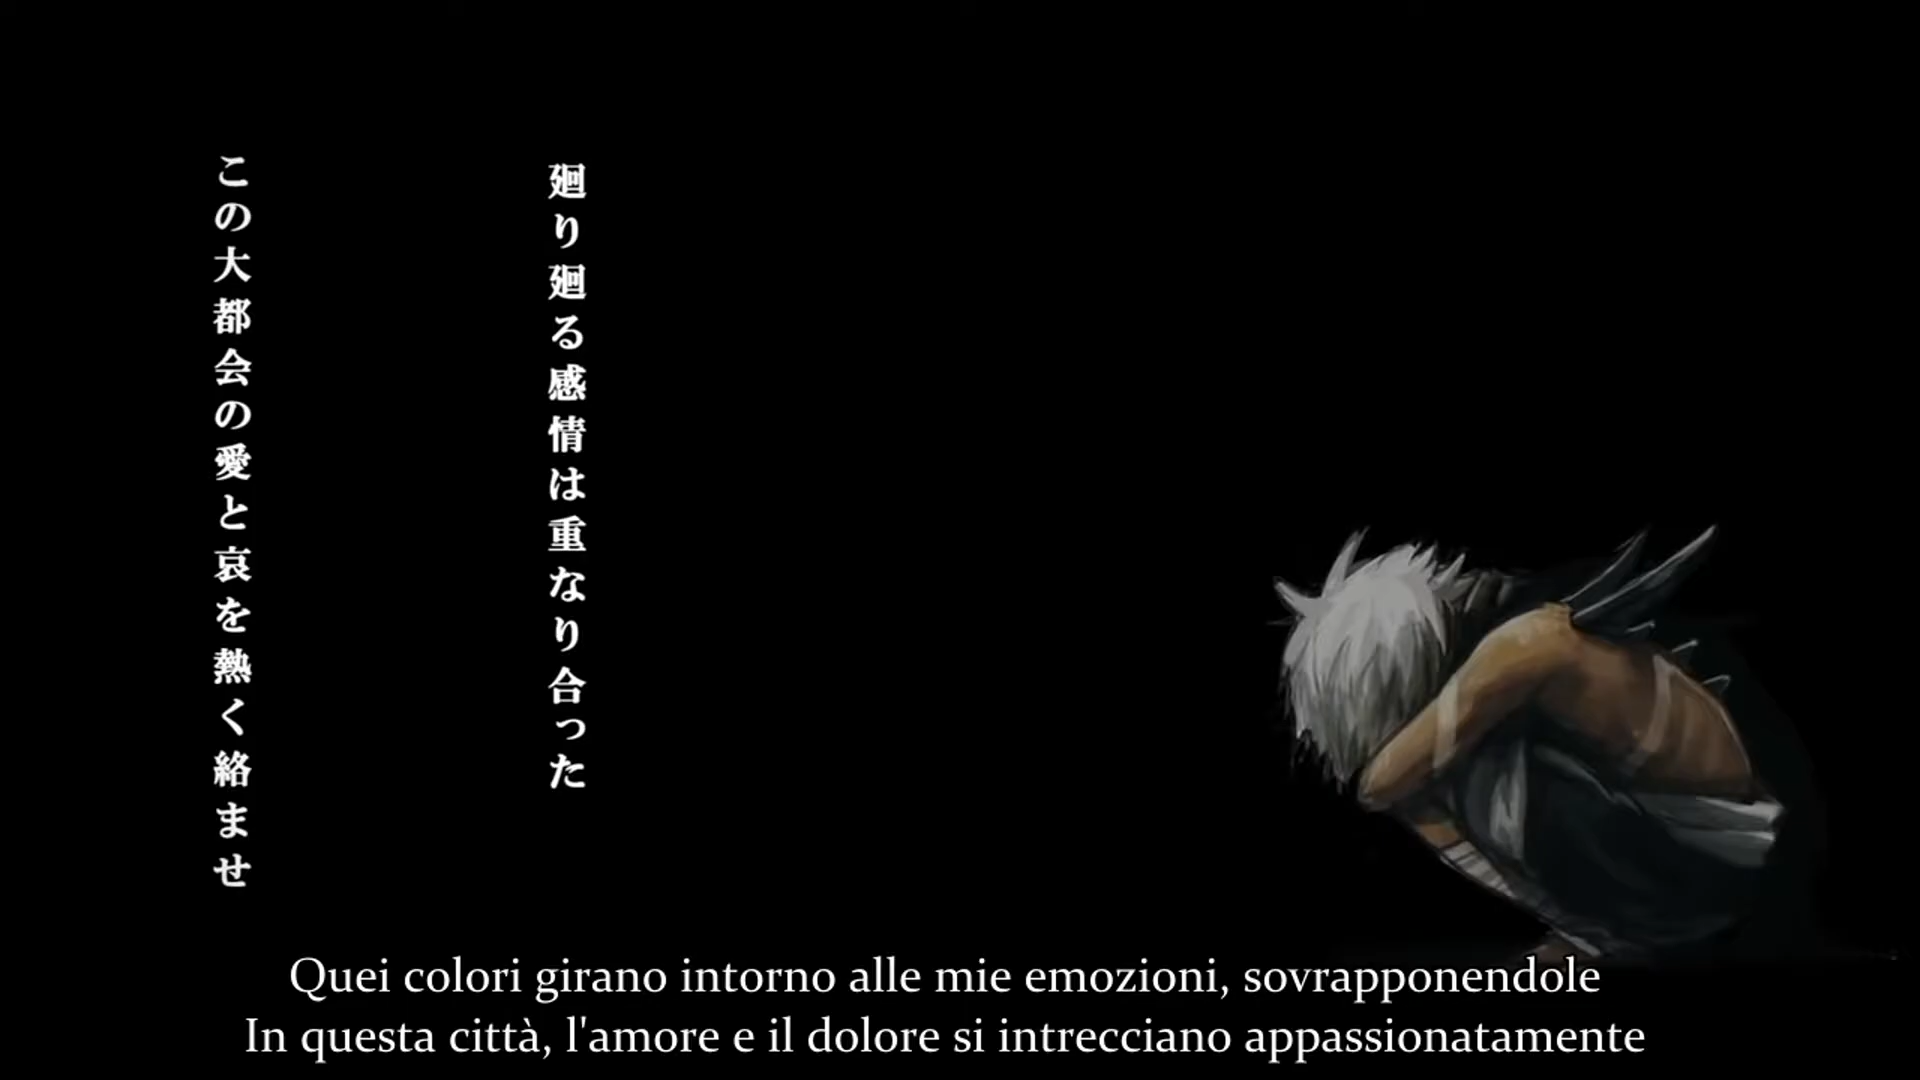 廻り廻る感情は重なり合った
この大都会の愛と哀を熱く絡ませ
Quei colori girano intorno alle mie emozioni, sovrapponendole
In questa città, l'amore e il dolore si intrecciano appassionatamente